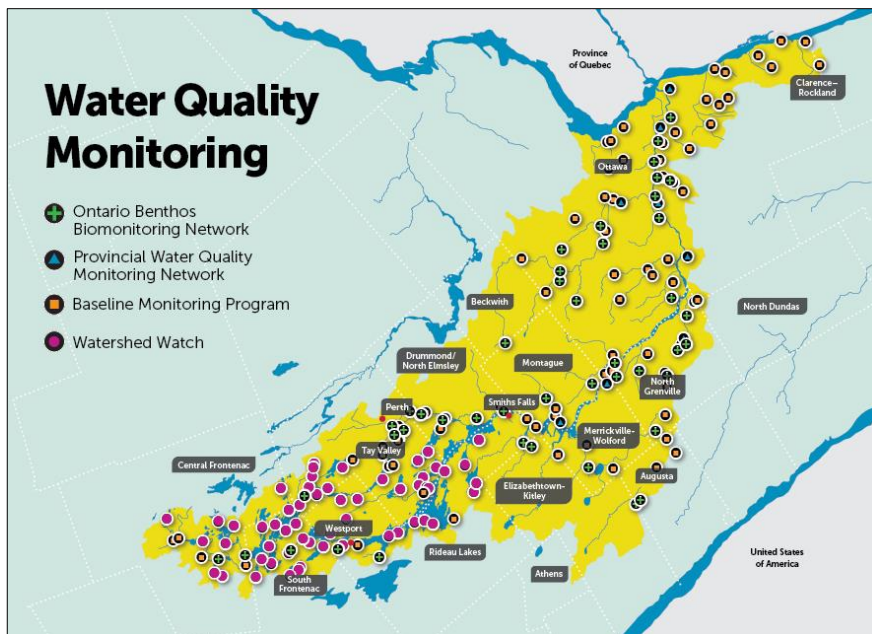 Water Quality
Monitoring
Ontario Benthos
Biomonitoring Network
Provincial Water Quality
Monitoring Network
Baseline Monitoring Program
Watershed Watch
Province
of Quebec
Clarence–
Rockland
Ottawa
Beckwith
North Dundas
Drummond/
North Elmsley
Montague
North
Grenville
Perth
Smiths Falls
Merrickville-
Wolford
Tay Valley
Central Frontenac
Augusta
Elizabethtown-
Kitley
Westport
Rideau Lakes
South
Frontenac
Athens
United States
of America